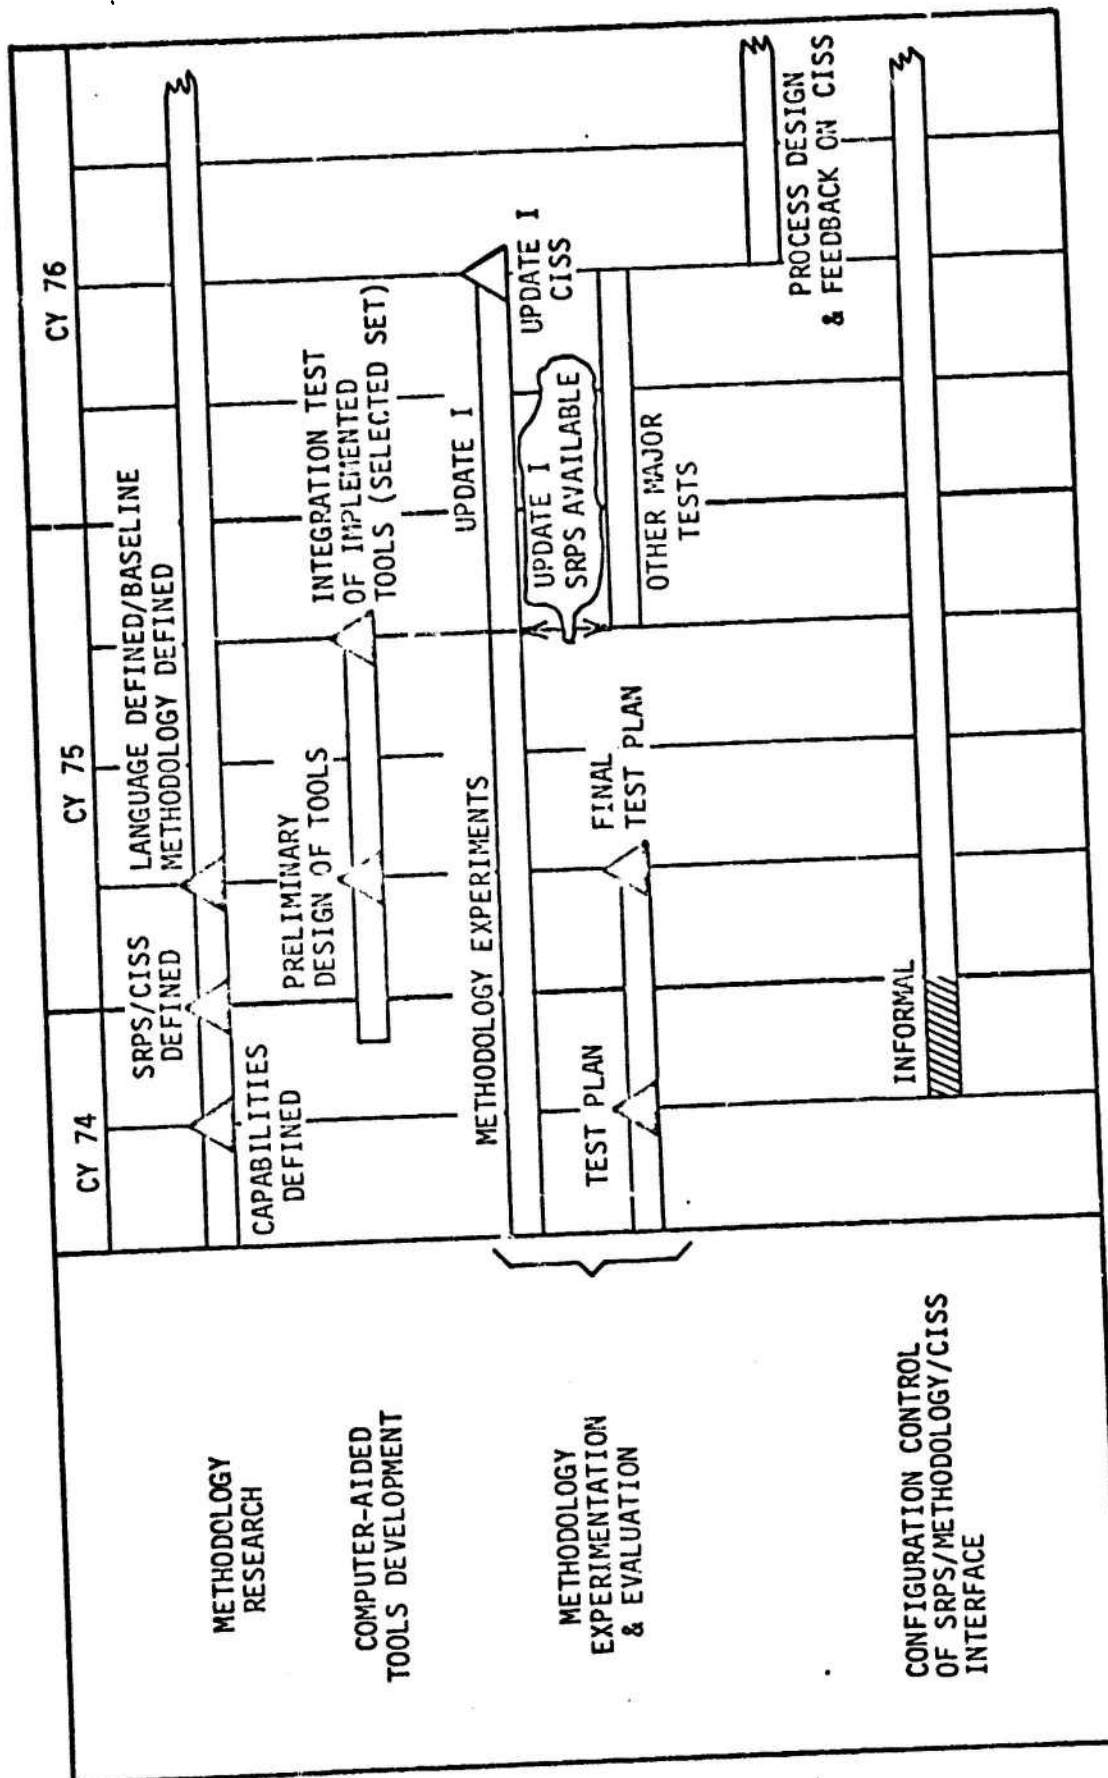 CY 74
CY 75
CY 76
METHODOLOGY
RESEARCH
CAPABILITIES
DEFINED
SRPS/CISS
DEFINED
LANGUAGE DEFINED/BASELINE
METHODOLOGY DEFINED
COMPUTER-AIDED
TOOLS DEVELOPMENT
PRELIMINARY
DESIGN OF TOOLS
INTEGRATION TEST
OF IMPLEMENTED
TOOLS (SELECTED SET)
METHODOLOGY
EXPERIMENTATION
& EVALUATION
METHODOLOGY EXPERIMENTS
UPDATE I
UPDATE I
CISS
UPDATE I
SRPS AVAILABLE
TEST PLAN
FINAL
TEST PLAN
OTHER MAJOR
TESTS
PROCESS DESIGN
& FEEDBACK ON CISS
CONFIGURATION CONTROL
OF SRPS/METHODOLOGY/CISS
INTERFACE
INFORMAL